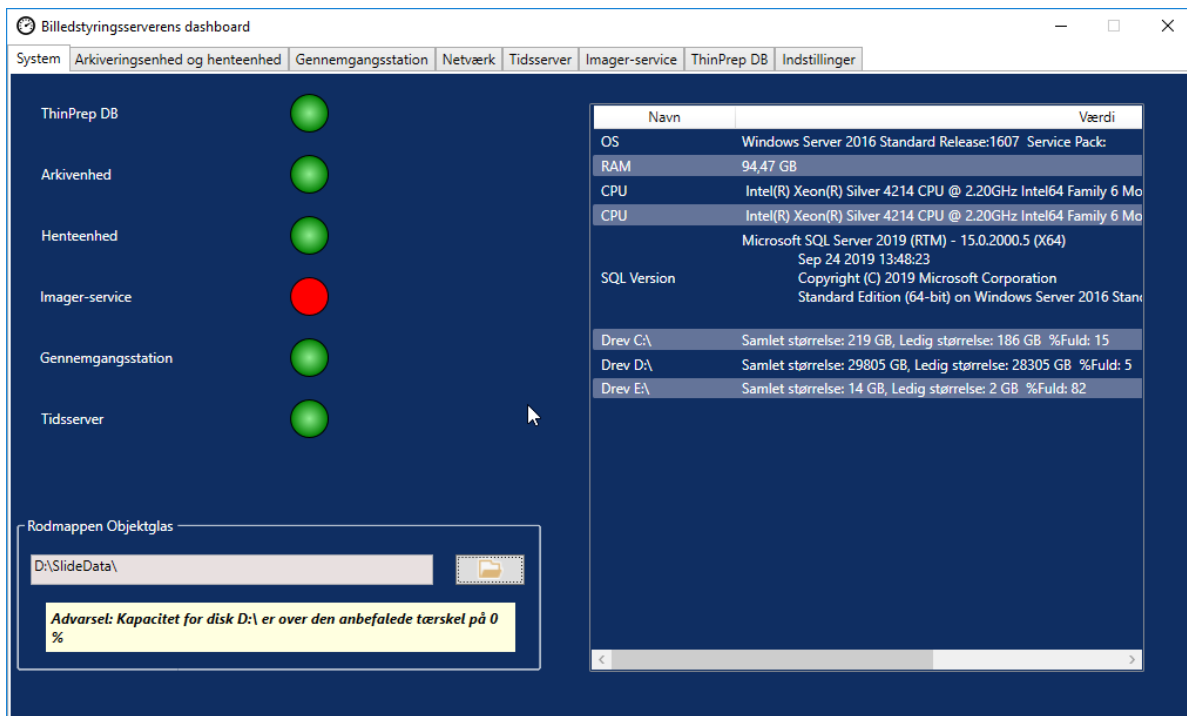 Billedstyringsserverens dashboard
System Arkiveringsenhed og henteenhed Gennemgangsstation Netværk Tidsserver Imager-service ThinPrep DB Indstillinger
ThinPrep DB
Arkivenhed
Henteenhed
Imager-service
Gennemgangsstation
Tidsserver
Rodmappen Objektglas
D:\SlideData\
Advarsel: Kapacitet for disk D:\ er over den anbefalede tærskel på 0
%
Navn Værdi
OS Windows Server 2016 Standard Release:1607 Service Pack:
RAM 94,47 GB
CPU Intel(R) Xeon(R) Silver 4214 CPU @ 2.20GHz Intel64 Family 6 Mo
CPU Intel(R) Xeon(R) Silver 4214 CPU @ 2.20GHz Intel64 Family 6 Mo
Microsoft SQL Server 2019 (RTM) - 15.0.2000.5 (X64)
Sep 24 2019 13:48:23
SQL Version Copyright (C) 2019 Microsoft Corporation
Standard Edition (64-bit) on Windows Server 2016 Stan
Drev C:\ Samlet størrelse: 219 GB, Ledig størrelse: 186 GB %Fuld: 15
Drev D:\ Samlet størrelse: 29805 GB, Ledig størrelse: 28305 GB %Fuld: 5
Drev E:\ Samlet størrelse: 14 GB, Ledig størrelse: 2 GB %Fuld: 82